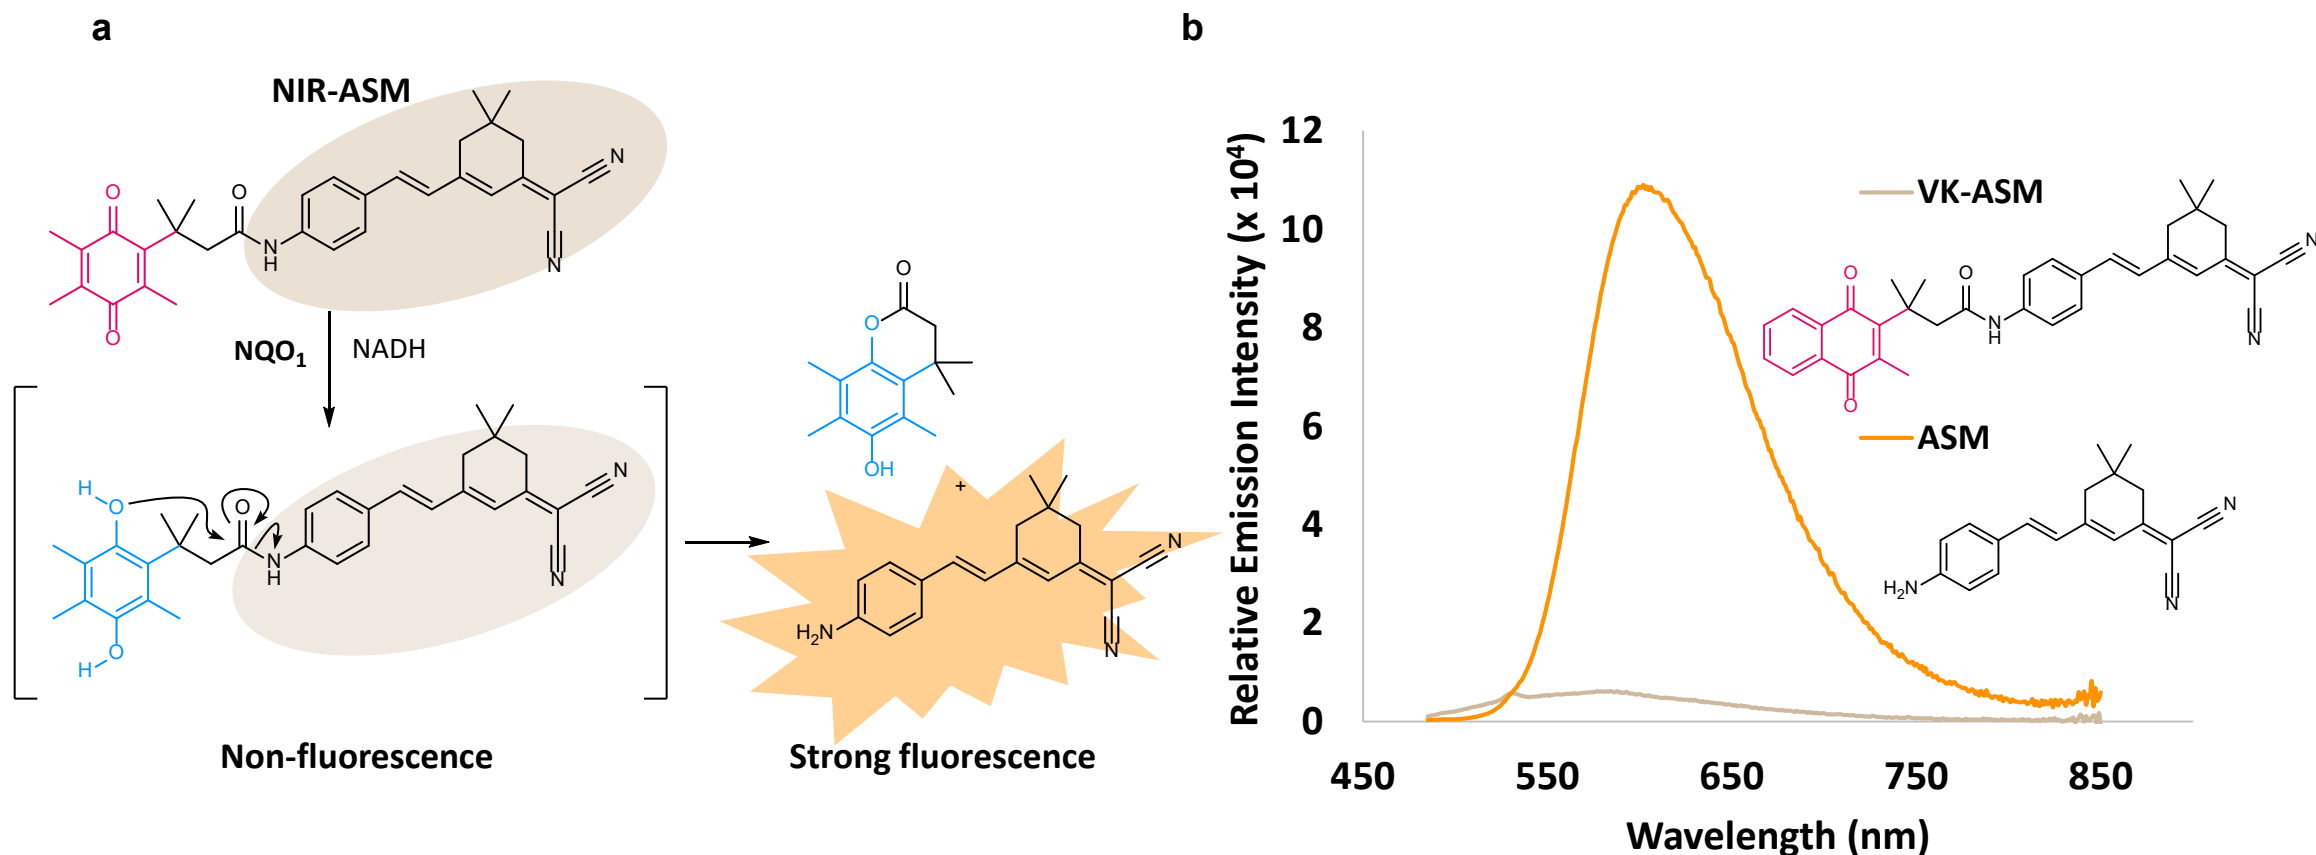 a
NIR-ASM
O
O
O
N
H
N
N
NQO1
NADH
H
O
O
H
O
N
H
N
N
Non-fluorescence
O
O
OH
+
H2N
N
N
Strong fluorescence
b
Relative Emission Intensity (x 10⁴)
12
10
8
6
4
2
0
450
550
650
750
850
Wavelength (nm)
VK-ASM
O
O
O
N
H
N
N
ASM
H2N
N
N